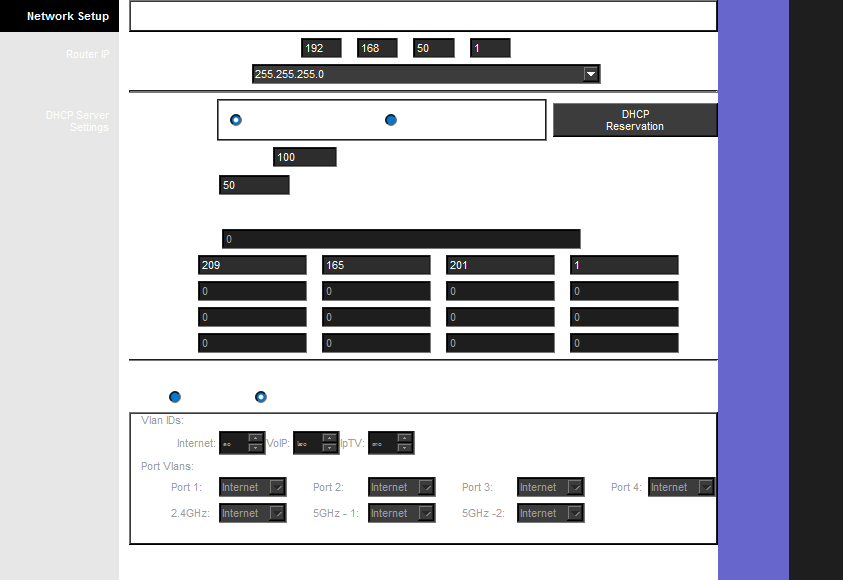 Network Setup
Router IP
192 168 50 1
255.255.255.0
DHCP Server
Settings
DHCP
Reservation
100
50
0
209 165 201 1
0 0 0 0
0 0 0 0
0 0 0 0
Vlan IDs:
Internet: VoIP: IpTV:
Port Vlans:
Port 1: Internet Port 2: Internet Port 3: Internet Port 4: Internet
2.4GHz: Internet 5GHz - 1: Internet 5GHz -2: Internet